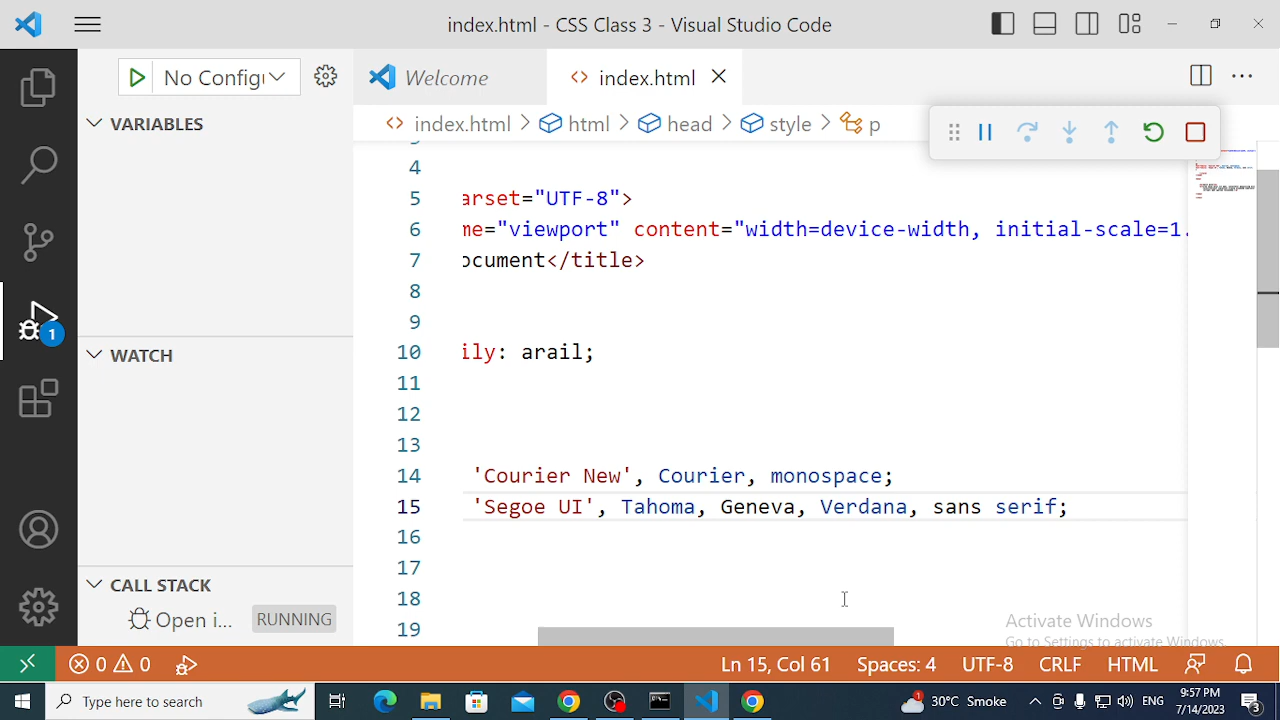 index.html - CSS Class 3 - Visual Studio Code
No Config
Welcome
index.html
VARIABLES
index.html > html > head > style > p
4
5 arset="UTF-8">
6 me="viewport" content="width=device-width, initial-scale=1.
7 ocument</title>
8
9
10 ily: arail;
11
12
13
14 'Courier New', Courier, monospace;
15 'Segoe UI', Tahoma, Geneva, Verdana, sans serif;
16
17
18
19
WATCH
CALL STACK
Open i... RUNNING
1
Activate Windows
Go to Settings to activate Windows.
0 0
Ln 15, Col 61 Spaces: 4 UTF-8 CRLF HTML
Type here to search
1
30°C Smoke
ENG
9:57 PM
7/14/2023
3